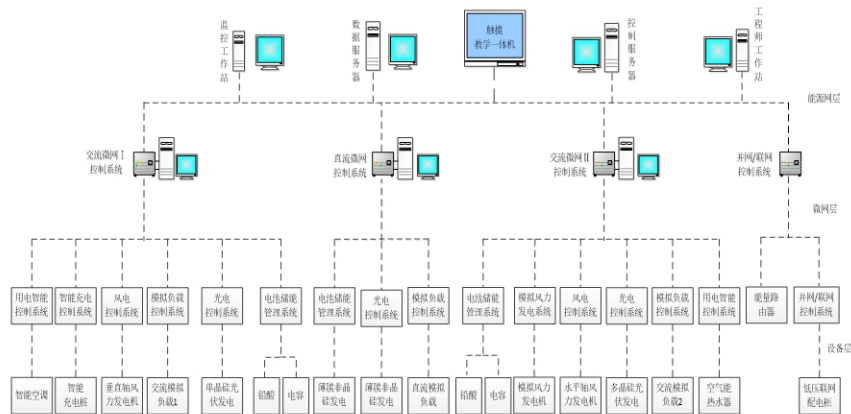 监控工作站
数据服务器
触摸
教学一体机
控制服务器
工程师工作站
能源网层
交流微网Ⅰ
控制系统
直流微网
控制系统
交流微网Ⅱ
控制系统
并网/联网
控制系统
微网层
用电智能
控制系统
智能充电
控制系统
风电
控制系统
模拟负载
控制系统
光电
控制系统
电池储能
管理系统
电池储能
管理系统
光电
控制系统
模拟负载
控制系统
电池储能
管理系统
模拟风力
发电系统
风电
控制系统
光电
控制系统
模拟负载
控制系统
用电智能
控制系统
能量路
由器
并网/联网
控制系统
设备层
智能空调
智能
充电桩
垂直轴风
力发电机
交流模拟
负载1
单晶硅光
伏发电
铅酸
电容
薄膜非晶
硅发电
薄膜非晶
硅发电
直流模拟
负载
铅酸
电容
模拟风力
发电机
水平轴风
力发电机
多晶硅光
伏发电
交流模拟
负载2
空气能
热水器
低压联网
配电柜